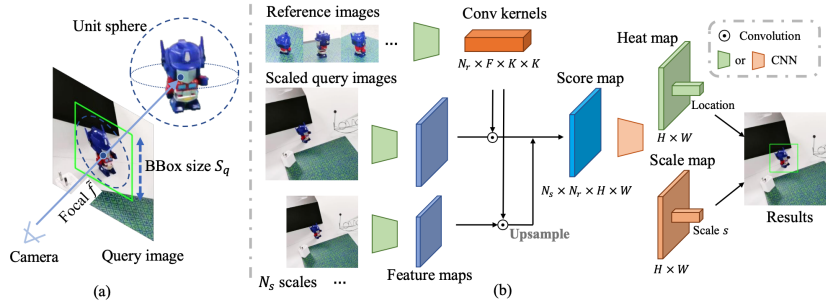 Unit sphere
BBox size S_q
Focal f̃
Camera
Query image
(a)
Reference images
...
Conv kernels
N_r × F × K × K
Scaled query images
Score map
N_s × N_r × H × W
Upsample
N_s scales
...
Feature maps
(b)
Heat map
Location
H × W
Scale map
Scale s
H × W
Convolution
or
CNN
Results